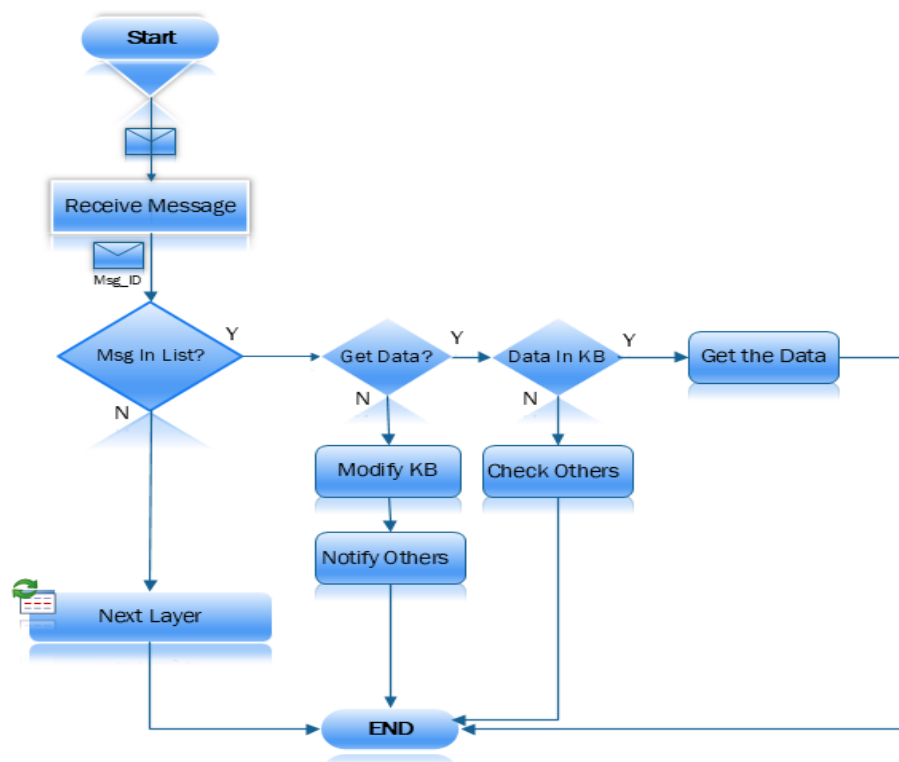 Start
Receive Message
Msg_ID
Msg In List?
Y
N
Get Data?
Y
N
Data In KB
Y
N
Get the Data
Modify KB
Check Others
Notify Others
Next Layer
END